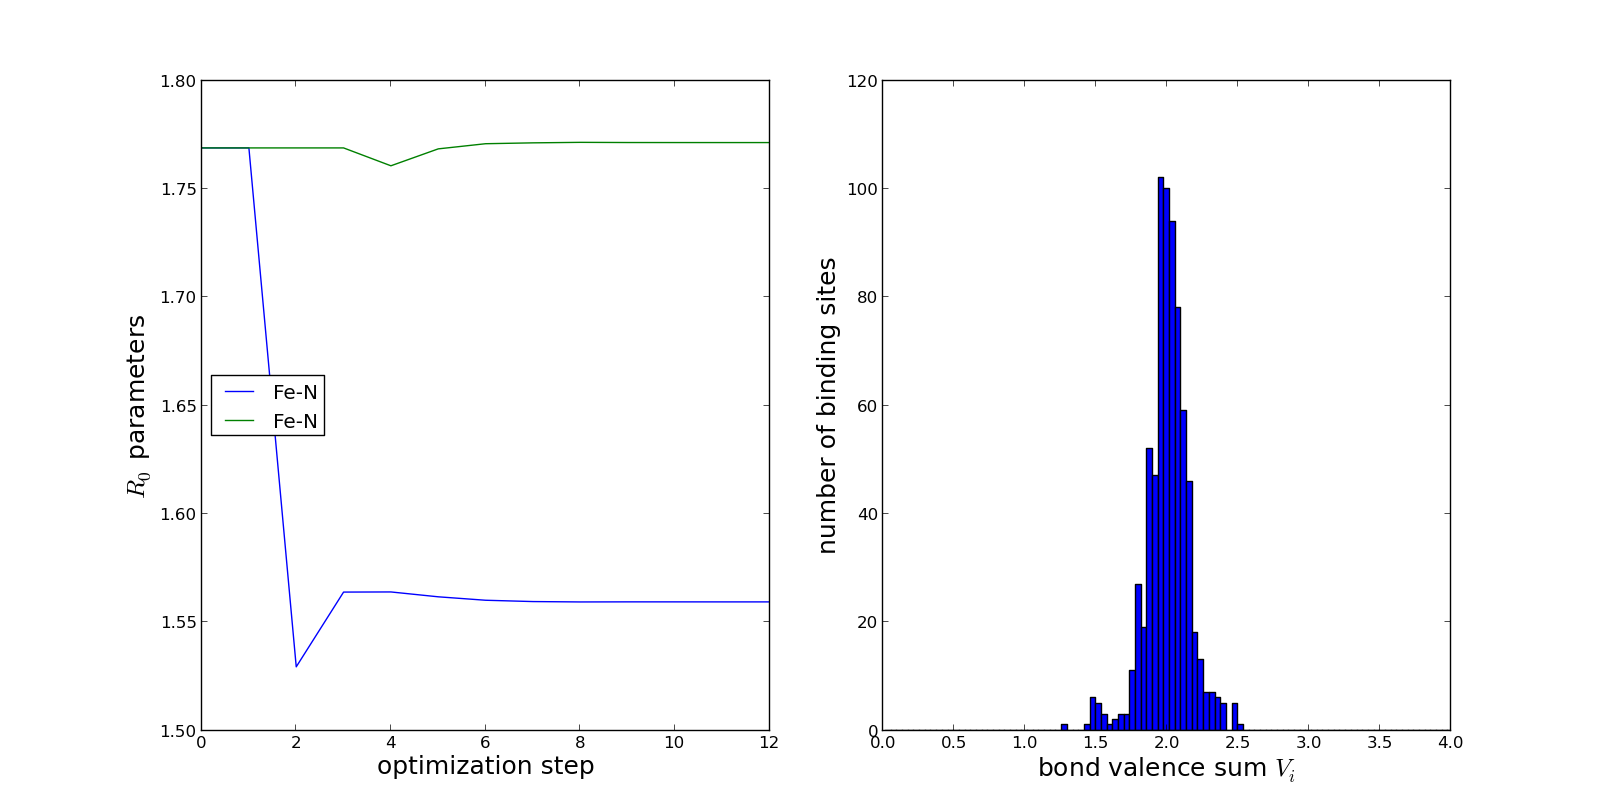 1.80
1.75
1.70
1.65
1.60
1.55
1.50
0 2 4 6 8 10 12
R0 parameters
optimization step
Fe-N
Fe-N
120
100
80
60
40
20
0
0.0 0.5 1.0 1.5 2.0 2.5 3.0 3.5 4.0
number of binding sites
bond valence sum Vi